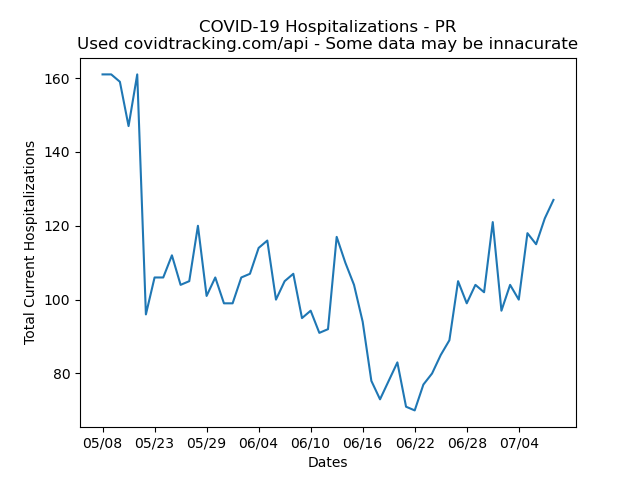 COVID-19 Hospitalizations - PR
Used covidtracking.com/api - Some data may be innacurate
Total Current Hospitalizations
160
140
120
100
80
05/08 05/23 05/29 06/04 06/10 06/16 06/22 06/28 07/04
Dates